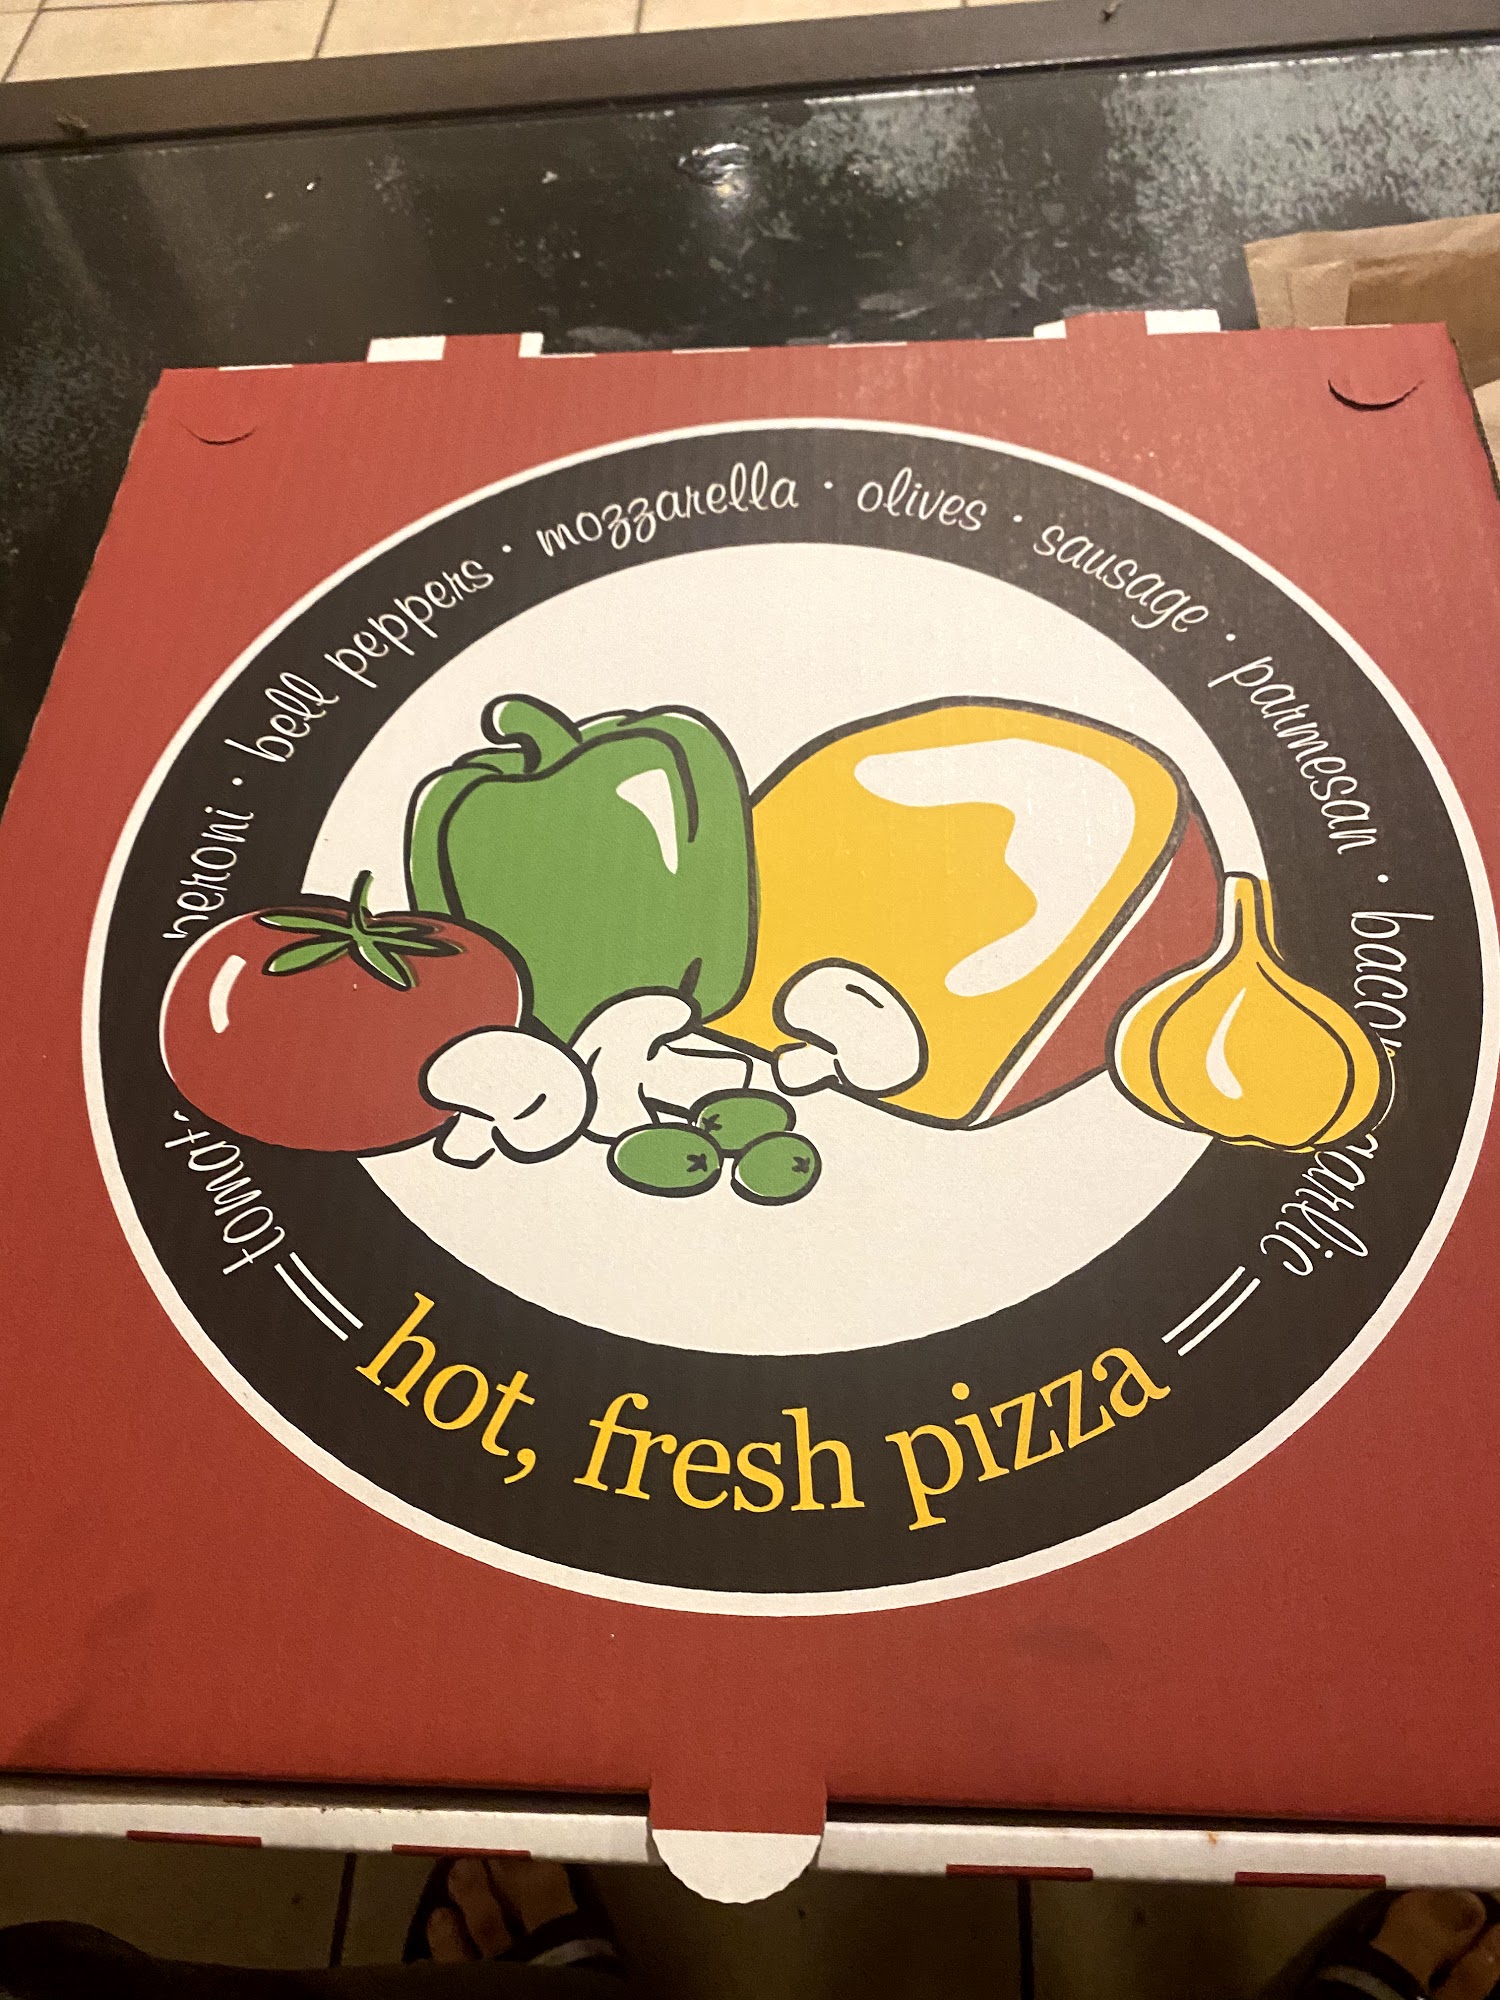 bell peppers · mozzarella · olives · sausage · parmesan ·
hot, fresh pizza